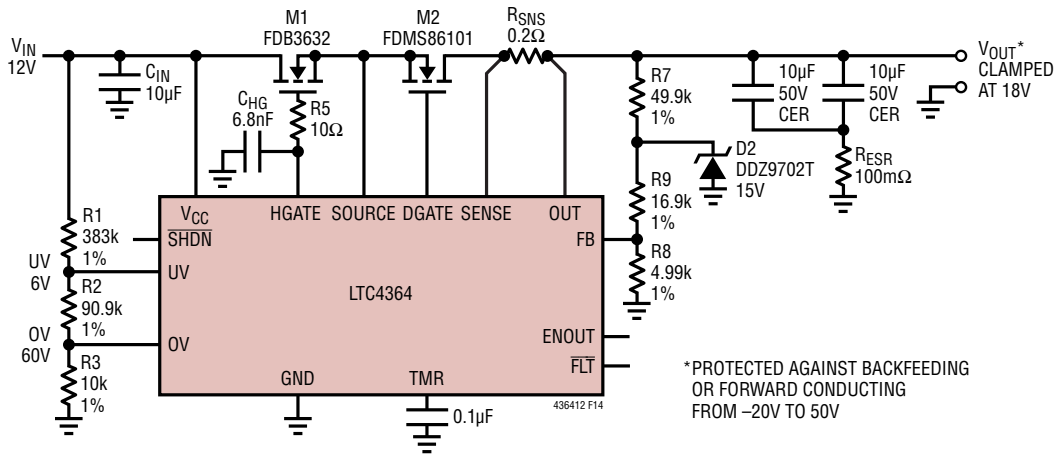 VIN
12V
CIN
10µF
M1
FDB3632
M2
FDMS86101
RSNS
0.2Ω
CHG
6.8nF
R5
10Ω
R7
49.9k
1%
10µF
50V
CER
10µF
50V
CER
VOUT*
CLAMPED
AT 18V
D2
DDZ9702T
15V
RESR
100mΩ
R9
16.9k
1%
R8
4.99k
1%
R1
383k
1%
UV
6V
R2
90.9k
1%
OV
60V
R3
10k
1%
VCC
HGATE
SOURCE
DGATE
SENSE
OUT
SHDN
UV
OV
FB
LTC4364
ENOUT
FLT
GND
TMR
436412 F14
0.1µF
*PROTECTED AGAINST BACKFEEDING
OR FORWARD CONDUCTING
FROM –20V TO 50V